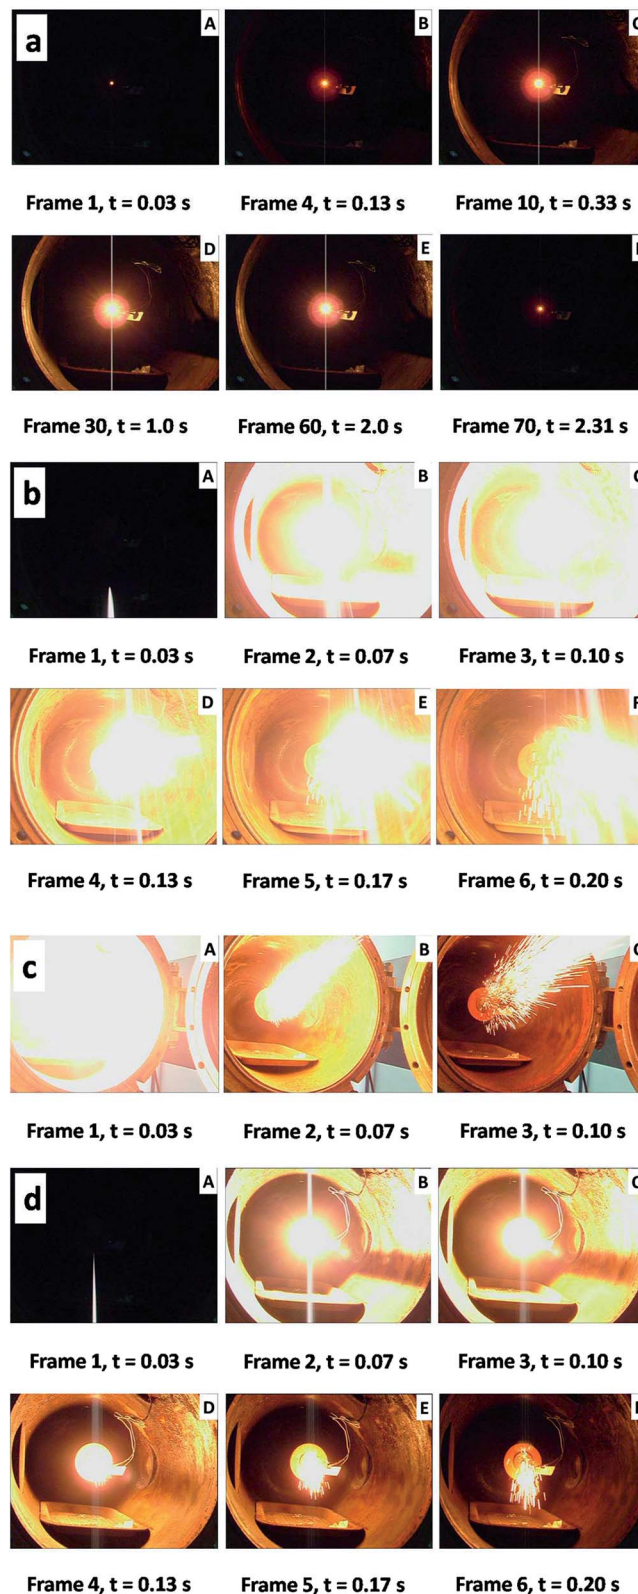 a
A
B
C
Frame 1, t = 0.03 s
Frame 4, t = 0.13 s
Frame 10, t = 0.33 s
D
E
Frame 30, t = 1.0 s
Frame 60, t = 2.0 s
Frame 70, t = 2.31 s
b
A
B
C
Frame 1, t = 0.03 s
Frame 2, t = 0.07 s
Frame 3, t = 0.10 s
D
E
F
Frame 4, t = 0.13 s
Frame 5, t = 0.17 s
Frame 6, t = 0.20 s
c
A
B
C
Frame 1, t = 0.03 s
Frame 2, t = 0.07 s
Frame 3, t = 0.10 s
d
A
B
C
Frame 1, t = 0.03 s
Frame 2, t = 0.07 s
Frame 3, t = 0.10 s
D
E
Frame 4, t = 0.13 s
Frame 5, t = 0.17 s
Frame 6, t = 0.20 s